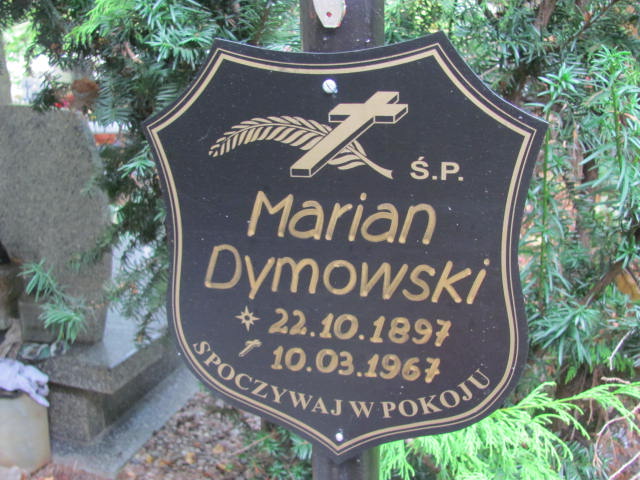 Ś.P.
Marian
Dymowski
22.10.1897
10.03.1967
SPOCZYWAJ W POKOJU